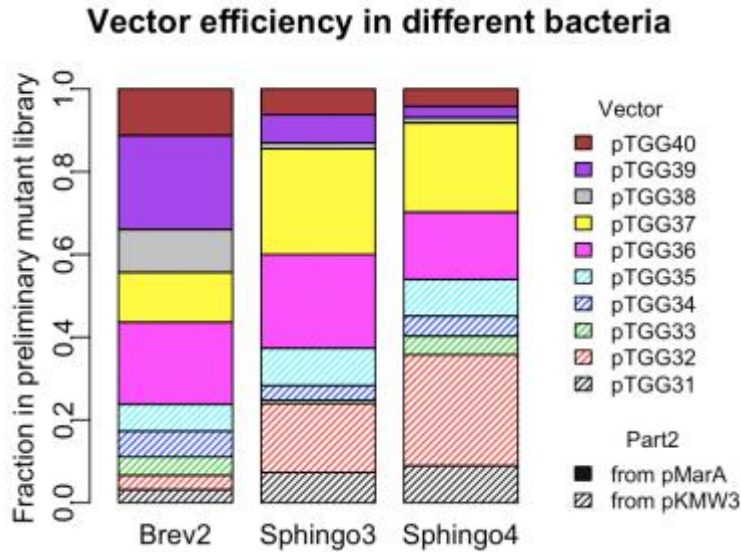 Vector efficiency in different bacteria
Fraction in preliminary mutant library
1.0
0.8
0.6
0.4
0.2
0.0
Brev2 Sphingo3 Sphingo4
Vector
pTGG40
pTGG39
pTGG38
pTGG37
pTGG36
pTGG35
pTGG34
pTGG33
pTGG32
pTGG31
Part2
from pMarA
from pKMW3